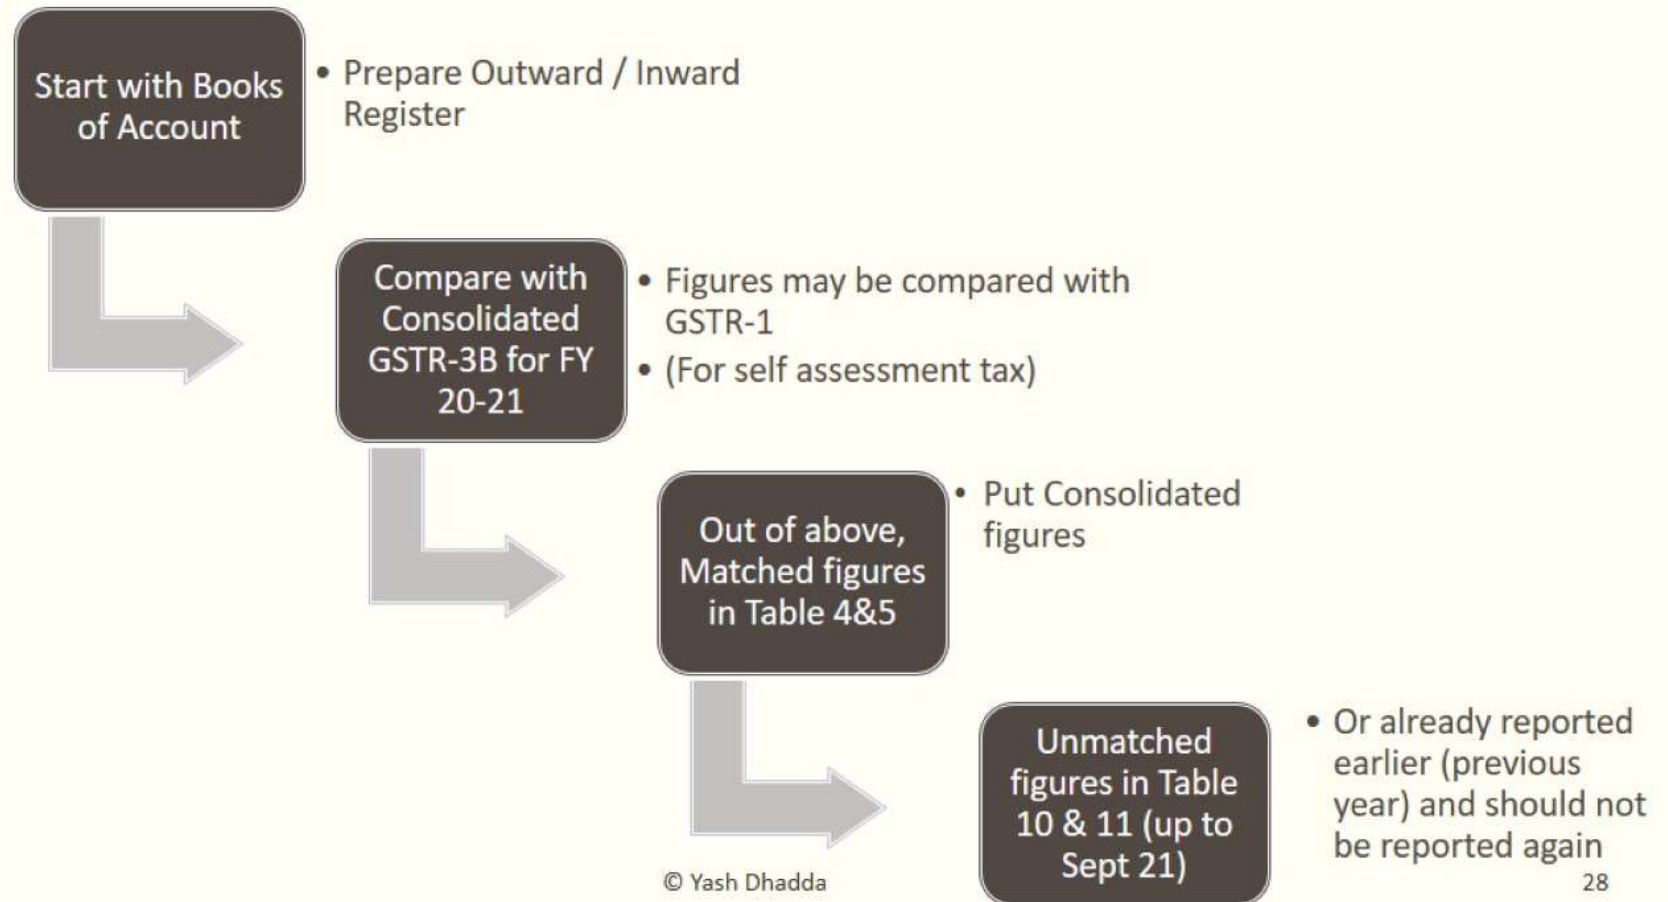 Start with Books
of Account
• Prepare Outward / Inward
Register
Compare with
Consolidated
GSTR-3B for FY
20-21
• Figures may be compared with
GSTR-1
• (For self assessment tax)
Out of above,
Matched figures
in Table 4&5
• Put Consolidated
figures
Unmatched
figures in Table
10 & 11 (up to
Sept 21)
• Or already reported
earlier (previous
year) and should not
be reported again
© Yash Dhadda
28